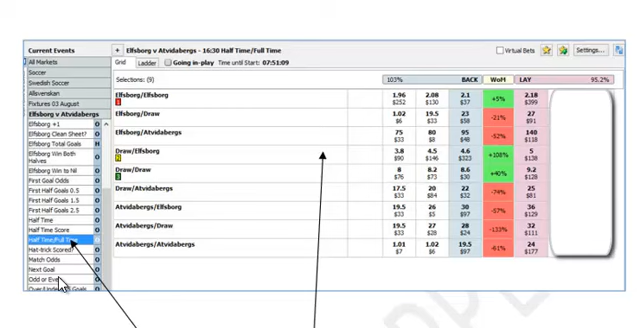 Current Events
+ Elfsborg v Atvidabergs - 16:30 Half Time/Full Time
Virtual Bets
Settings...
All Markets
Grid Ladder Going in-play Time until Start: 07:51:09
Soccer
Swedish Soccer
Selections: (9) 103% BACK WoM LAY 95.2%
Allsvenskan
Fixtures 03 August
Elfsborg v Atvidabergs
Elfsborg +1 O
Elfsborg Clean Sheet? O
Elfsborg Total Goals H
Elfsborg Win Both Halves O
Elfsborg Win to Nil O
First Goal Odds O
First Half Goals 0.5 O
First Half Goals 1.5 O
First Half Goals 2.5 O
Half Time O
Half Time Score O
Half Time/Full Time
Hat-trick Scored? O
Match Odds O
Next Goal O
Odd or Even O
Over/Under Goals O
Elfsborg/Elfsborg 1.96 2.08 2.1 +5% 2.18
1 $252 $130 $37 $399
Elfsborg/Draw 1.02 19.5 23 -21% 27
$6 $33 $58 $91
Elfsborg/Atvidabergs 75 80 95 -52% 140
$33 $8 $48 $118
Draw/Elfsborg 3.8 4.5 4.6 +108% 5
2 $90 $146 $323 $138
Draw/Draw 8 8.2 8.6 +40% 9.2
3 $76 $73 $30 $128
Draw/Atvidabergs 17.5 20 22 -74% 25
$33 $84 $32 $81
Atvidabergs/Elfsborg 19.5 26 30 -57% 36
$33 $5 $97 $129
Atvidabergs/Draw 19.5 28 28 -133% 32
$33 $24 $111
Atvidabergs/Atvidabergs 1.01 1.02 19.5 -61% 24
$7 $6 $97 $177